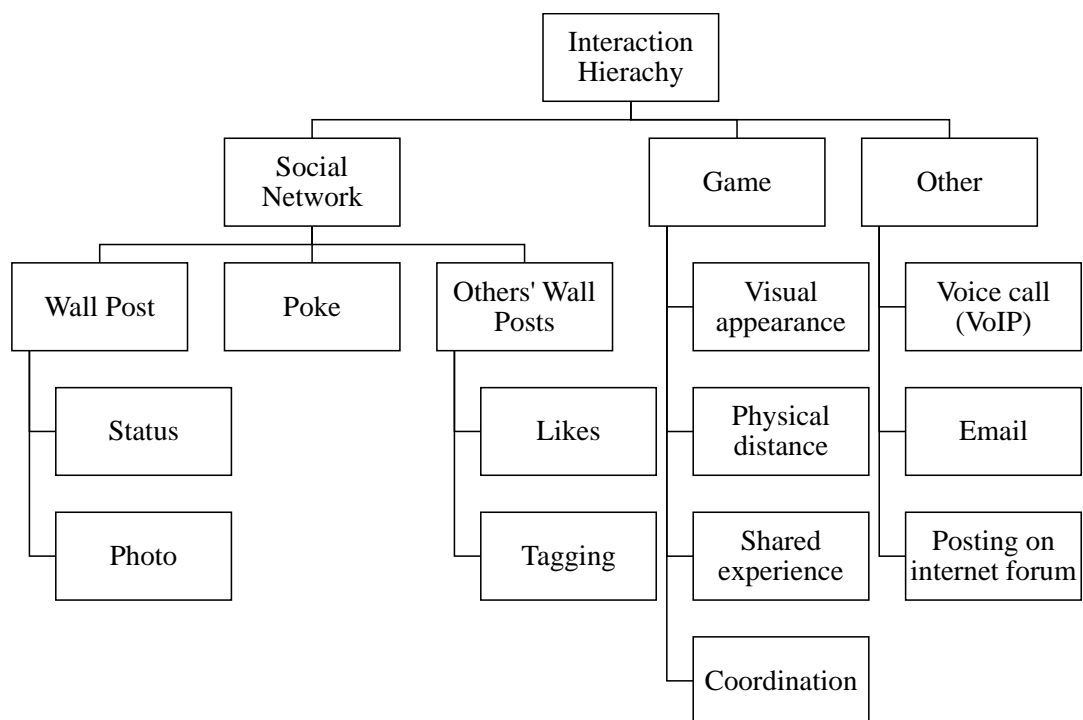 Interaction
Hierachy
Social
Network
Game
Other
Wall Post
Poke
Others' Wall
Posts
Visual
appearance
Voice call
(VoIP)
Status
Likes
Physical
distance
Email
Photo
Tagging
Shared
experience
Posting on
internet forum
Coordination